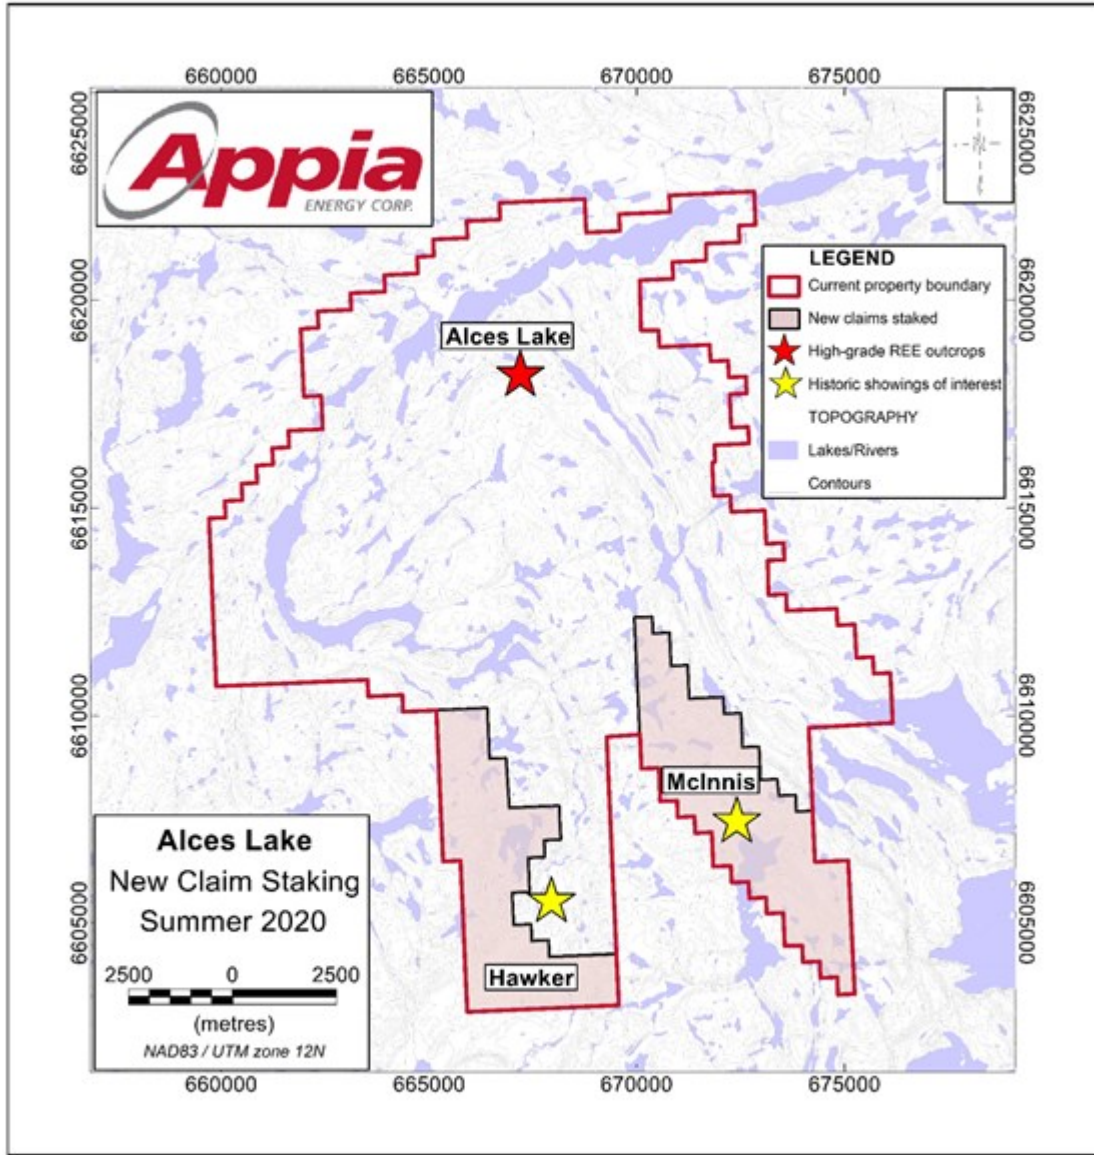 660000 665000 670000 675000
6625000
6625000
Appia
ENERGY CORP.
LEGEND
Current property boundary
New claims staked
High-grade REE outcrops
Historic showings of interest
TOPOGRAPHY
Lakes/Rivers
Contours
6620000
6620000
Alces Lake
6615000
6615000
6610000
6610000
McInnis
Hawker
6605000
6605000
Alces Lake
New Claim Staking
Summer 2020
2500 0 2500
(metres)
NAD83 / UTM zone 12N
660000 665000 670000 675000